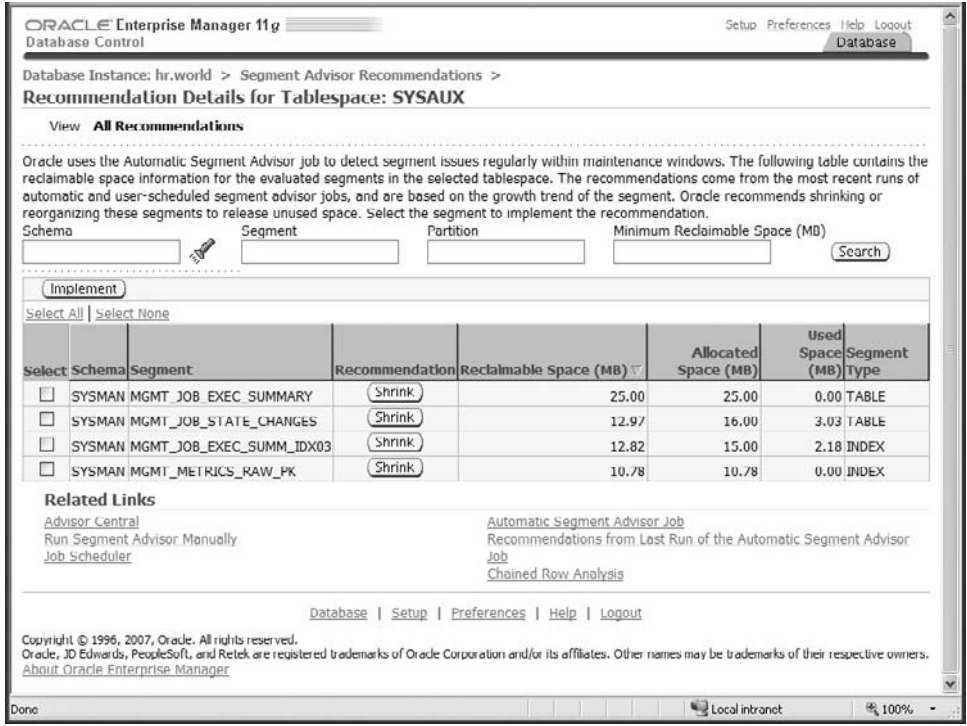 ORACLE Enterprise Manager 11g
Database Control
Setup Preferences Help Logout
Database
Database Instance: hr.world > Segment Advisor Recommendations >
Recommendation Details for Tablespace: SYSAUX
View All Recommendations
Oracle uses the Automatic Segment Advisor job to detect segment issues regularly within maintenance windows. The following table contains the
reclaimable space information for the evaluated segments in the selected tablespace. The recommendations come from the most recent runs of
automatic and user-scheduled segment advisor jobs, and are based on the growth trend of the segment. Oracle recommends shrinking or
reorganizing these segments to release unused space. Select the segment to implement the recommendation.
Schema Segment Partition Minimum Reclaimable Space (MB)
Search
Implement
Select All | Select None
Select Schema Segment Recommendation Reclaimable Space (MB) Allocated Space (MB) Used Space (MB) Segment Type
SYSMAN MGMT_JOB_EXEC_SUMMARY Shrink 25.00 25.00 0.00 TABLE
SYSMAN MGMT_JOB_STATE_CHANGES Shrink 12.97 16.00 3.03 TABLE
SYSMAN MGMT_JOB_EXEC_SUMM_IDX03 Shrink 12.82 15.00 2.18 INDEX
SYSMAN MGMT_METRICS_RAW_PK Shrink 10.78 10.78 0.00 INDEX
Related Links
Advisor Central
Run Segment Advisor Manually
Job Scheduler
Automatic Segment Advisor Job
Recommendations from Last Run of the Automatic Segment Advisor
Job
Chained Row Analysis
Database | Setup | Preferences | Help | Logout
Copyright © 1996, 2007, Oracle. All rights reserved.
Oracle, JD Edwards, PeopleSoft, and Retek are registered trademarks of Oracle Corporation and/or its affiliates. Other names may be trademarks of their respective owners.
About Oracle Enterprise Manager
Done Local intranet 100%